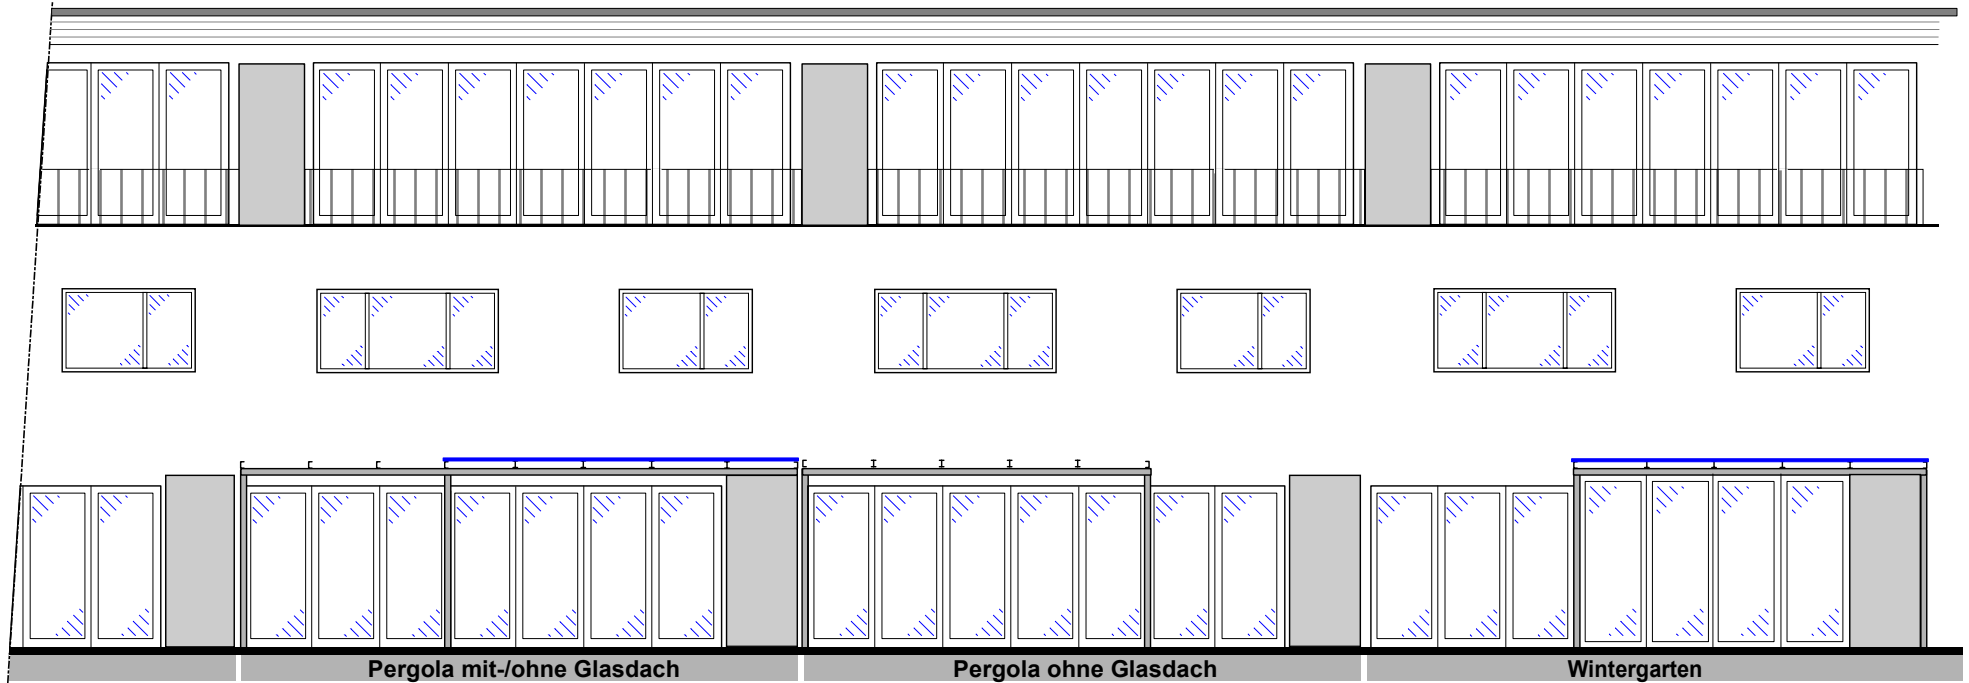 Pergola mit-/ohne Glasdach
Pergola ohne Glasdach
Wintergarten